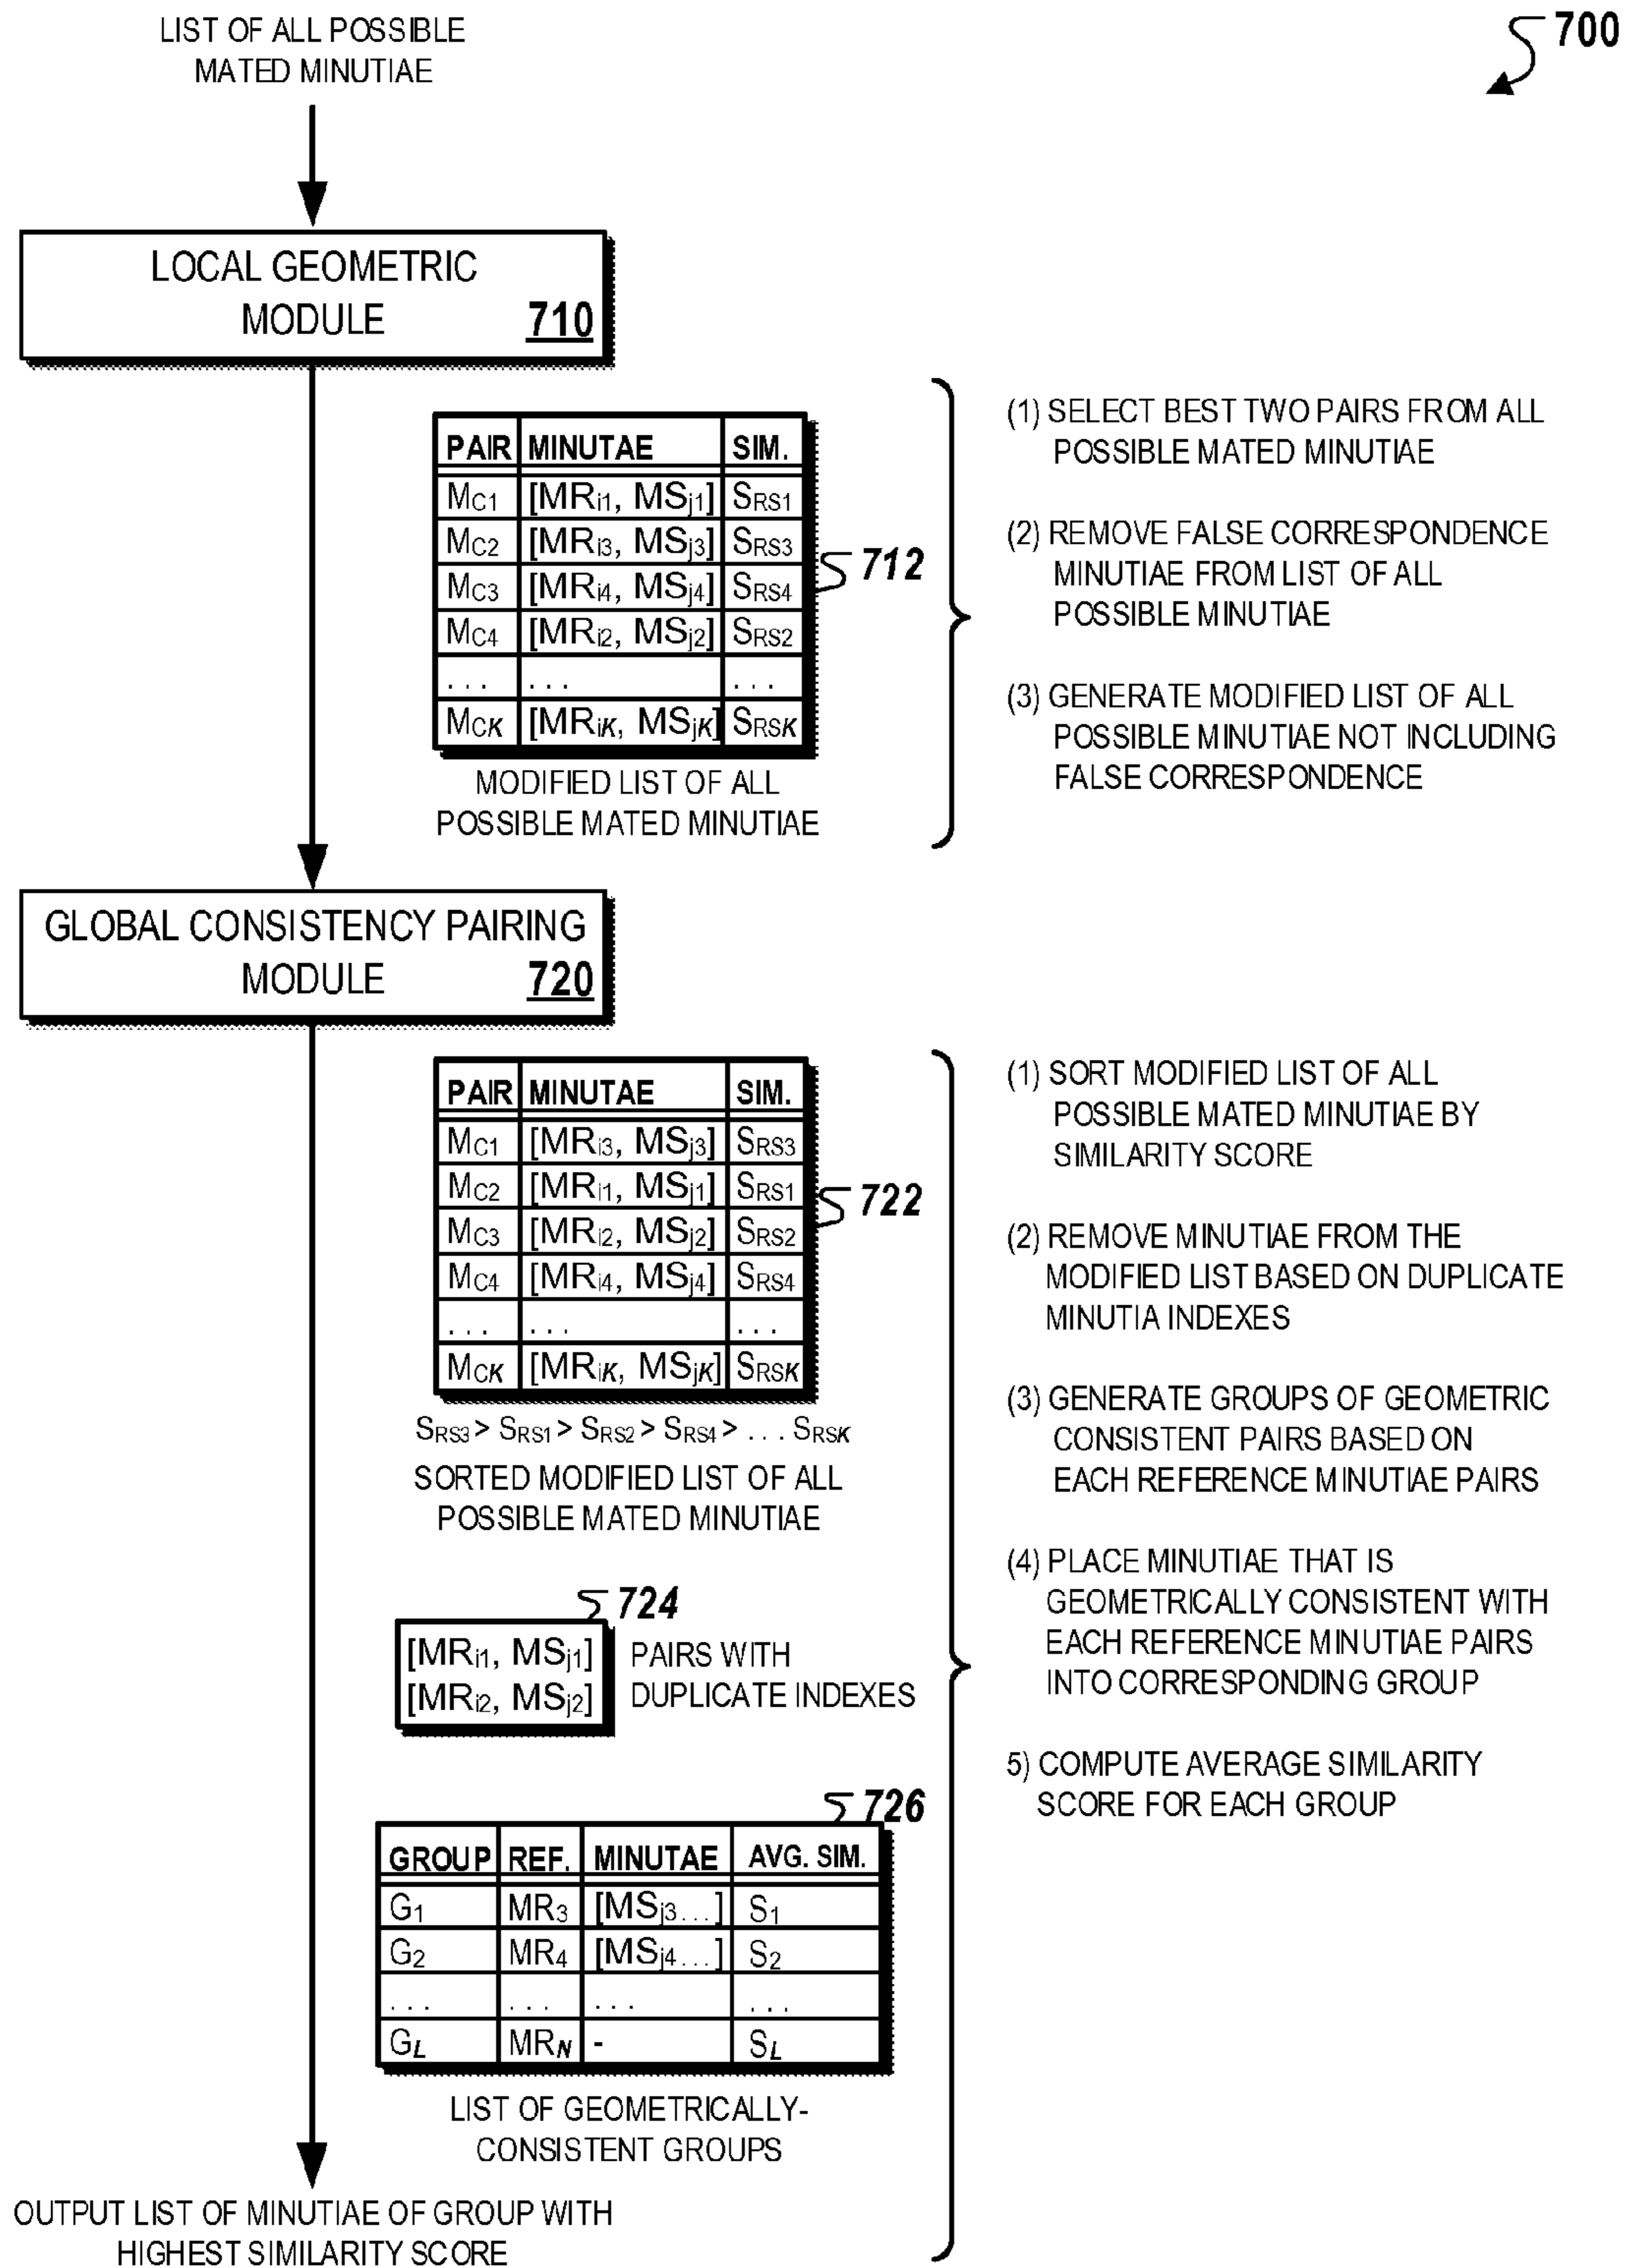 LIST OF ALL POSSIBLE
MATED MINUTIAE
700
LOCAL GEOMETRIC
MODULE 710
PAIR MINUTAE SIM.
MC1 [MRi1, MSj1] SRS1
MC2 [MRi3, MSj3] SRS3
MC3 [MRi4, MSj4] SRS4
MC4 [MRi2, MSj2] SRS2
... ... ...
MCK [MRiK, MSjK] SRSK
712
MODIFIED LIST OF ALL
POSSIBLE MATED MINUTIAE
(1) SELECT BEST TWO PAIRS FROM ALL
POSSIBLE MATED MINUTIAE
(2) REMOVE FALSE CORRESPONDENCE
MINUTIAE FROM LIST OF ALL
POSSIBLE MINUTIAE
(3) GENERATE MODIFIED LIST OF ALL
POSSIBLE MINUTIAE NOT INCLUDING
FALSE CORRESPONDENCE
GLOBAL CONSISTENCY PAIRING
MODULE 720
PAIR MINUTAE SIM.
MC1 [MRi3, MSj3] SRS3
MC2 [MRi1, MSj1] SRS1
MC3 [MRi2, MSj2] SRS2
MC4 [MRi4, MSj4] SRS4
... ... ...
MCK [MRiK, MSjK] SRSK
722
SRS3 > SRS1 > SRS2 > SRS4 > ... SRSK
SORTED MODIFIED LIST OF ALL
POSSIBLE MATED MINUTIAE
724
[MRi1, MSj1]
[MRi2, MSj2]
PAIRS WITH
DUPLICATE INDEXES
726
GROUP REF. MINUTAE AVG. SIM.
G1 MR3 [MSj3...] S1
G2 MR4 [MSj4...] S2
... ... ... ...
GL MRN - SL
LIST OF GEOMETRICALLY-
CONSISTENT GROUPS
(1) SORT MODIFIED LIST OF ALL
POSSIBLE MATED MINUTIAE BY
SIMILARITY SCORE
(2) REMOVE MINUTIAE FROM THE
MODIFIED LIST BASED ON DUPLICATE
MINUTIA INDEXES
(3) GENERATE GROUPS OF GEOMETRIC
CONSISTENT PAIRS BASED ON
EACH REFERENCE MINUTIAE PAIRS
(4) PLACE MINUTIAE THAT IS
GEOMETRICALLY CONSISTENT WITH
EACH REFERENCE MINUTIAE PAIRS
INTO CORRESPONDING GROUP
5) COMPUTE AVERAGE SIMILARITY
SCORE FOR EACH GROUP
OUTPUT LIST OF MINUTIAE OF GROUP WITH
HIGHEST SIMILARITY SCORE